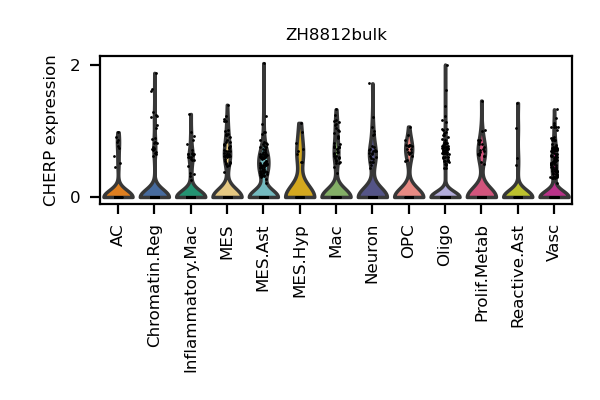 ZH8812bulk
CHERP expression
2
0
AC
Chromatin.Reg
Inflammatory.Mac
MES
MES.Ast
MES.Hyp
Mac
Neuron
OPC
Oligo
Prolif.Metab
Reactive.Ast
Vasc